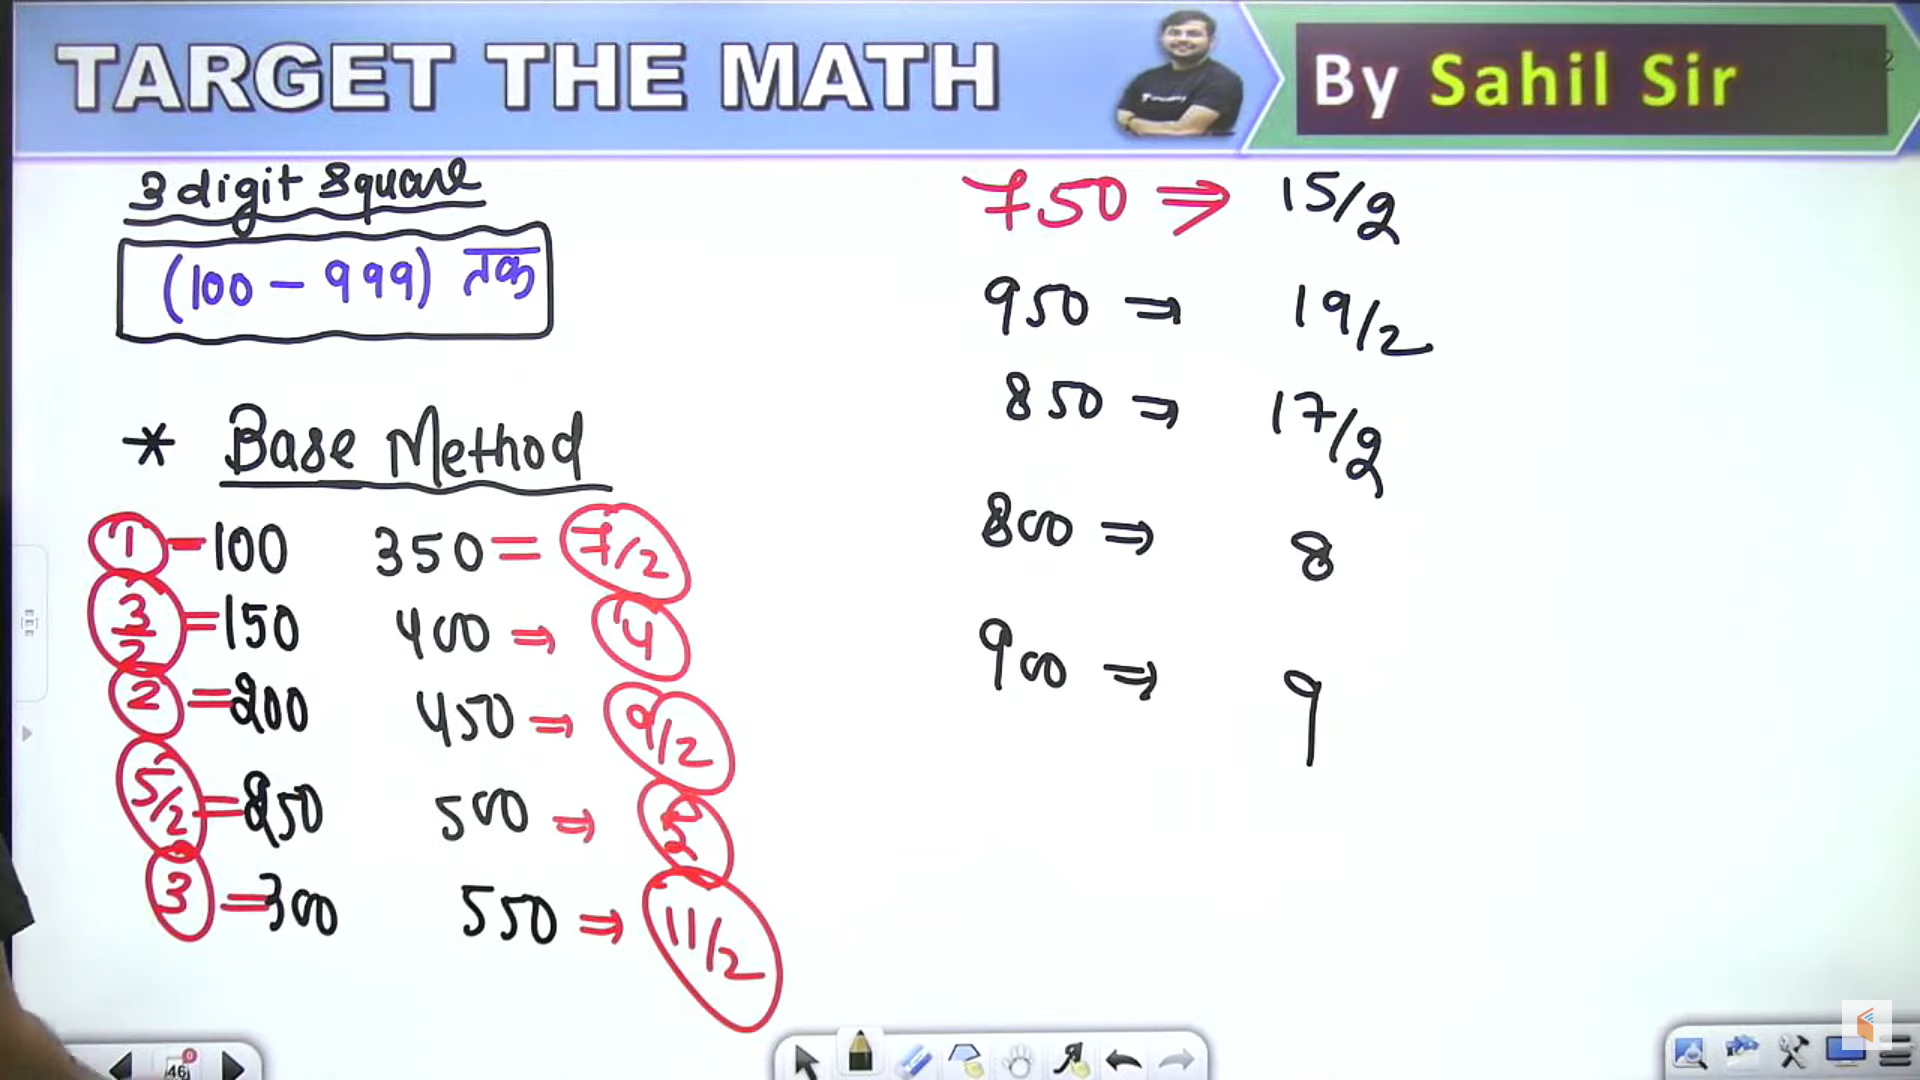 TARGET THE MATH
By Sahil Sir
3 digit Square
(100 - 999) तक
* Base Method
1 - 100
3/2 = 150
2 = 200
5/2 = 250
3 = 300
350 = 7/2
400 ⇒ 4
450 ⇒ 9/2
500 ⇒ 5
550 ⇒ 11/2
750 ⇒ 15/2
950 ⇒ 19/2
850 ⇒ 17/2
800 ⇒ 8
900 ⇒ 9
46
0